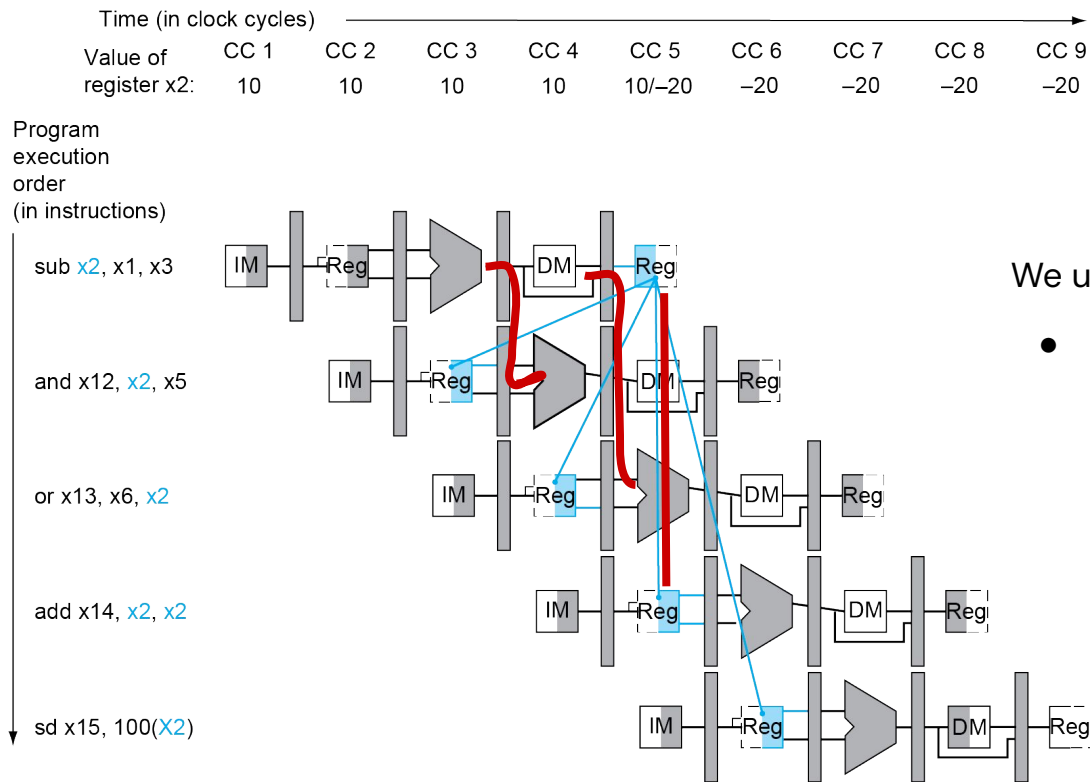 Time (in clock cycles)
CC 1 CC 2 CC 3 CC 4 CC 5 CC 6 CC 7 CC 8 CC 9
Value of
register x2: 10 10 10 10 10/–20 –20 –20 –20 –20
Program
execution
order
(in instructions)
sub x2, x1, x3
IM Reg DM Reg
We u
•
and x12, x2, x5
IM Reg DM Reg
or x13, x6, x2
IM Reg DM Reg
add x14, x2, x2
IM Reg DM Reg
sd x15, 100(X2)
IM Reg DM Reg